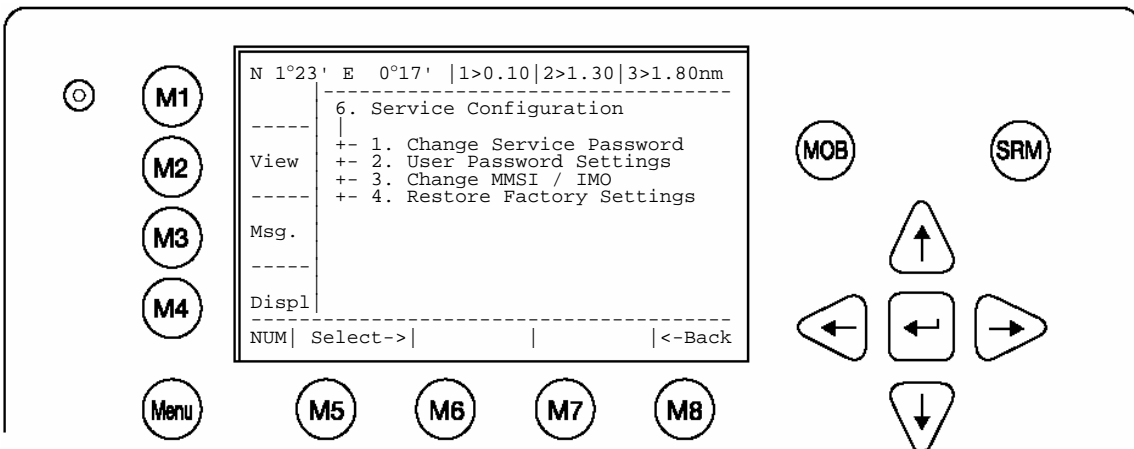 N 1°23' E 0°17' |1>0.10|2>1.30|3>1.80nm
M1
6. Service Configuration
+- 1. Change Service Password
MOB
SRM
M2
View
+- 2. User Password Settings
+- 3. Change MMSI / IMO
+- 4. Restore Factory Settings
M3
Msg.
M4
Displ
NUM| Select->| | |<-Back
Menu
M5
M6
M7
M8